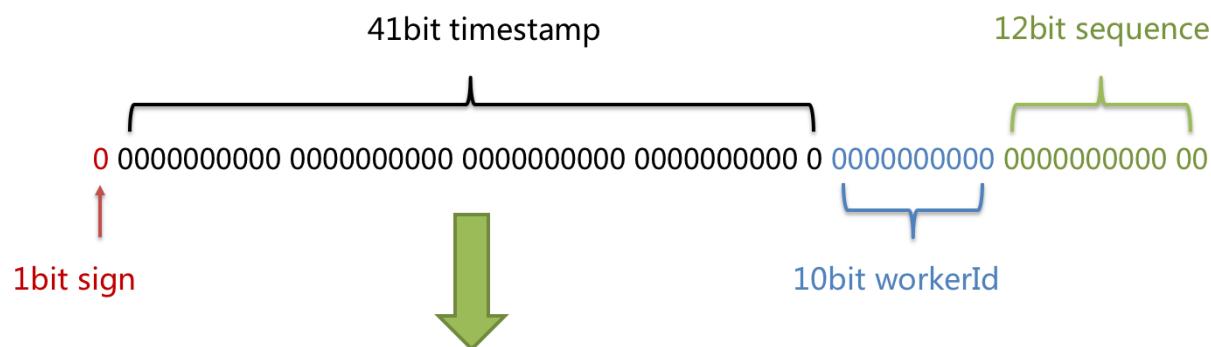 41bit timestamp 12bit sequence
0 0000000000 0000000000 0000000000 0000000000 0 0000000000 0000000000 00
1bit sign 10bit workerId